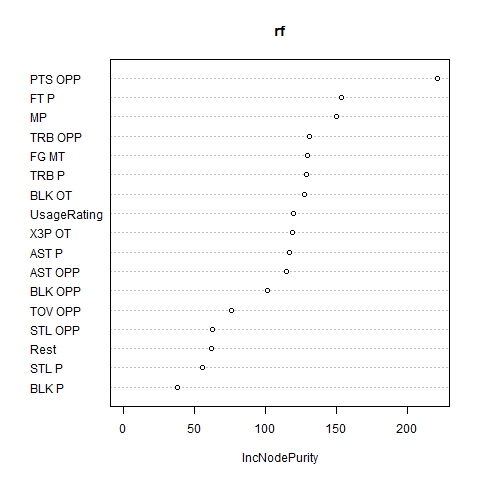 rf
PTS OPP
FT P
MP
TRB OPP
FG MT
TRB P
BLK OT
UsageRating
X3P OT
AST P
AST OPP
BLK OPP
TOV OPP
STL OPP
Rest
STL P
BLK P
0 50 100 150 200
IncNodePurity